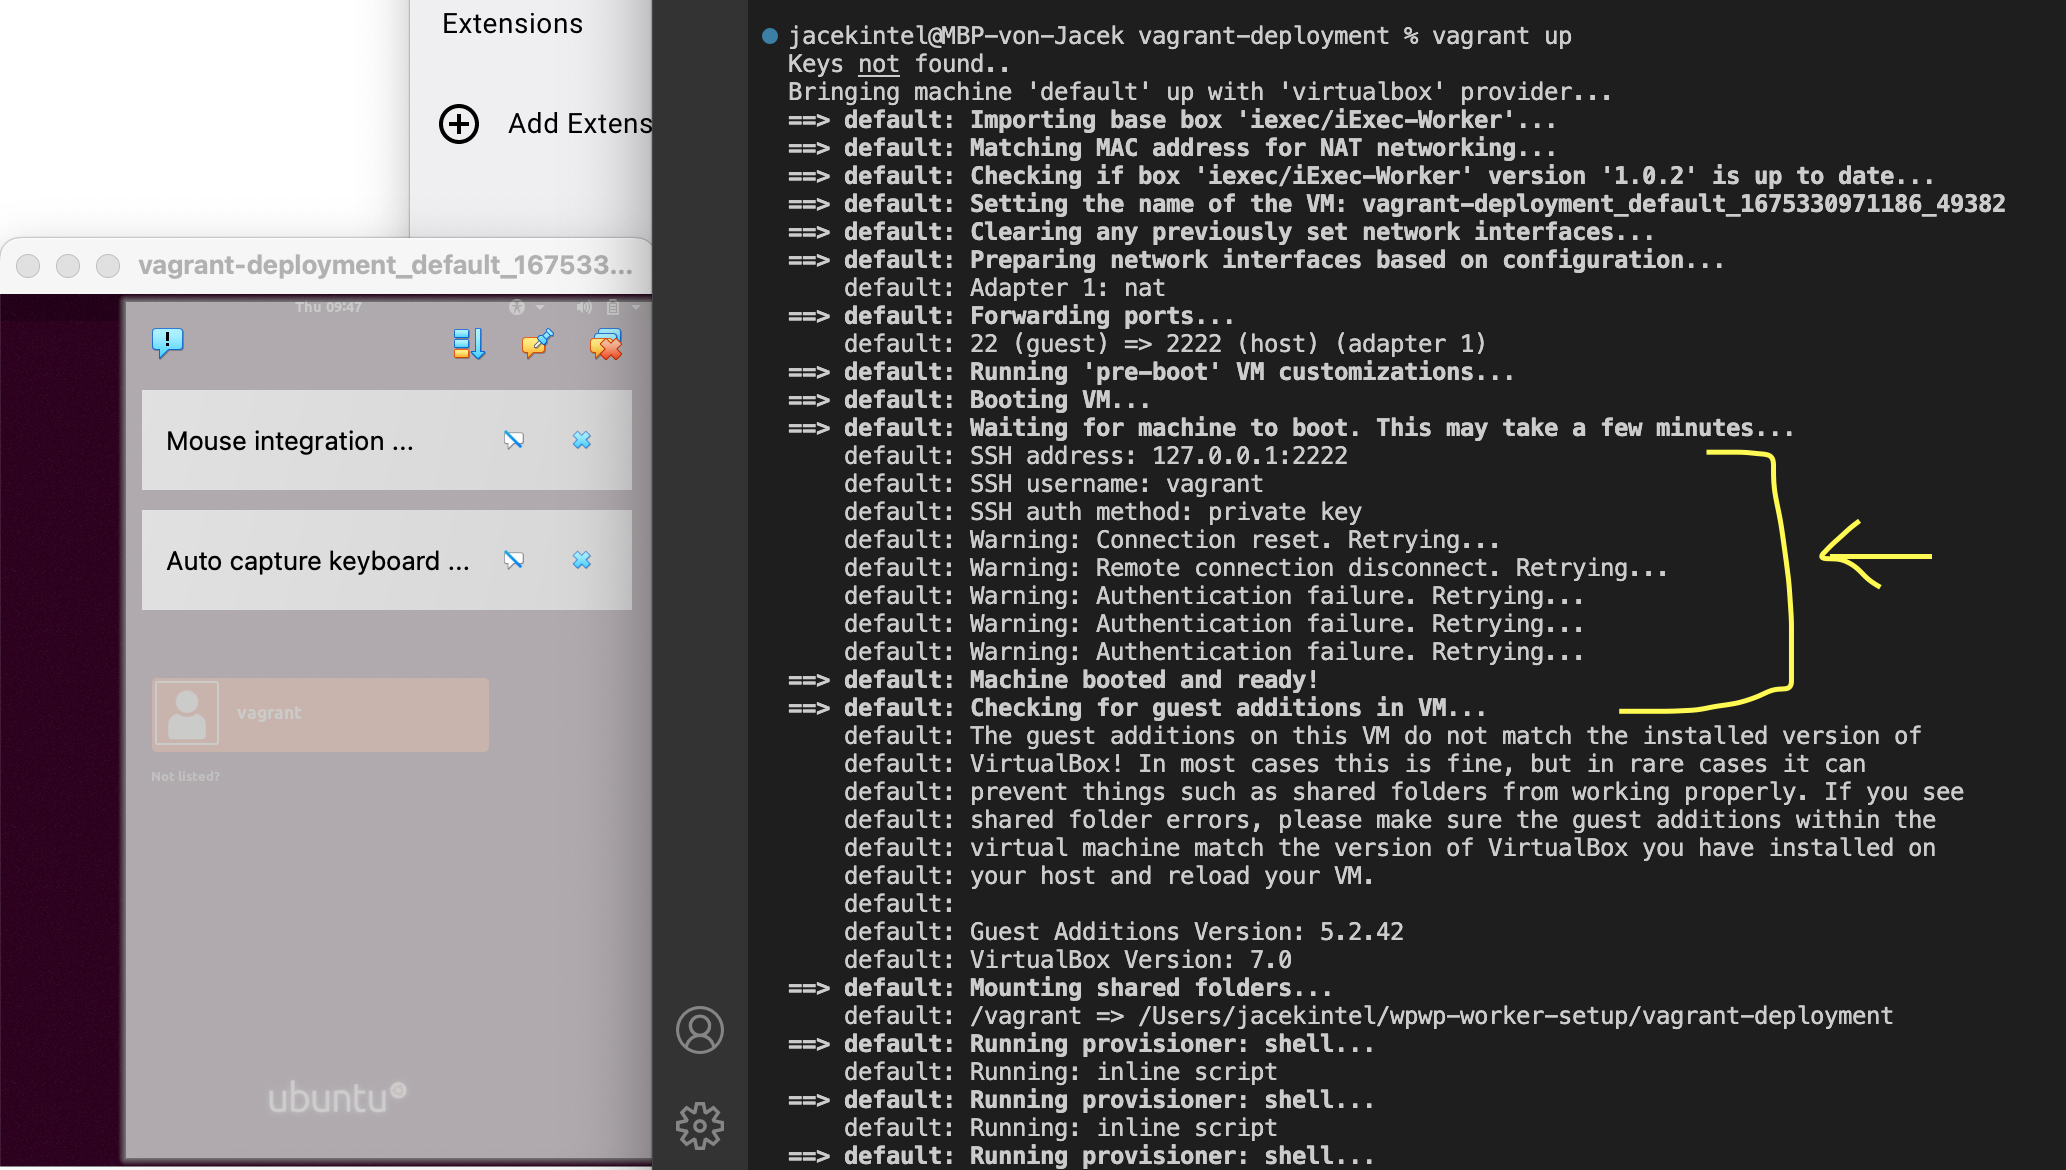 Extensions
Add Extens
vagrant-deployment_default_167533...
Thu 09:47
Mouse integration ...
Auto capture keyboard ...
vagrant
Not listed?
ubuntu
jacekintel@MBP-von-Jacek vagrant-deployment % vagrant up
Keys not found..
Bringing machine 'default' up with 'virtualbox' provider...
==> default: Importing base box 'iexec/iExec-Worker'...
==> default: Matching MAC address for NAT networking...
==> default: Checking if box 'iexec/iExec-Worker' version '1.0.2' is up to date...
==> default: Setting the name of the VM: vagrant-deployment_default_1675330971186_49382
==> default: Clearing any previously set network interfaces...
==> default: Preparing network interfaces based on configuration...
default: Adapter 1: nat
==> default: Forwarding ports...
default: 22 (guest) => 2222 (host) (adapter 1)
==> default: Running 'pre-boot' VM customizations...
==> default: Booting VM...
==> default: Waiting for machine to boot. This may take a few minutes...
default: SSH address: 127.0.0.1:2222
default: SSH username: vagrant
default: SSH auth method: private key
default: Warning: Connection reset. Retrying...
default: Warning: Remote connection disconnect. Retrying...
default: Warning: Authentication failure. Retrying...
default: Warning: Authentication failure. Retrying...
default: Warning: Authentication failure. Retrying...
==> default: Machine booted and ready!
==> default: Checking for guest additions in VM...
default: The guest additions on this VM do not match the installed version of
default: VirtualBox! In most cases this is fine, but in rare cases it can
default: prevent things such as shared folders from working properly. If you see
default: shared folder errors, please make sure the guest additions within the
default: virtual machine match the version of VirtualBox you have installed on
default: your host and reload your VM.
default:
default: Guest Additions Version: 5.2.42
default: VirtualBox Version: 7.0
==> default: Mounting shared folders...
default: /vagrant => /Users/jacekintel/wpwp-worker-setup/vagrant-deployment
==> default: Running provisioner: shell...
default: Running: inline script
==> default: Running provisioner: shell...
default: Running: inline script
==> default: Running provisioner: shell...